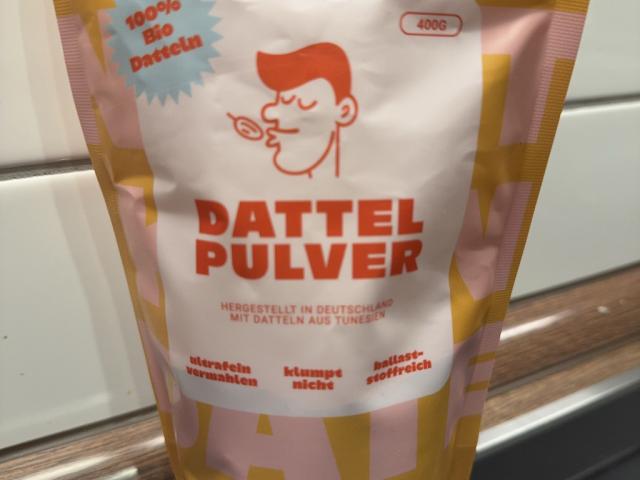 100%
Bio
Datteln
400G
DATTEL
PULVER
HERGESTELLT IN DEUTSCHLAND
MIT DATTELN AUS TUNESIEN
ultrafein
vermahlen
klumpt
nicht
ballast-
stoffreich